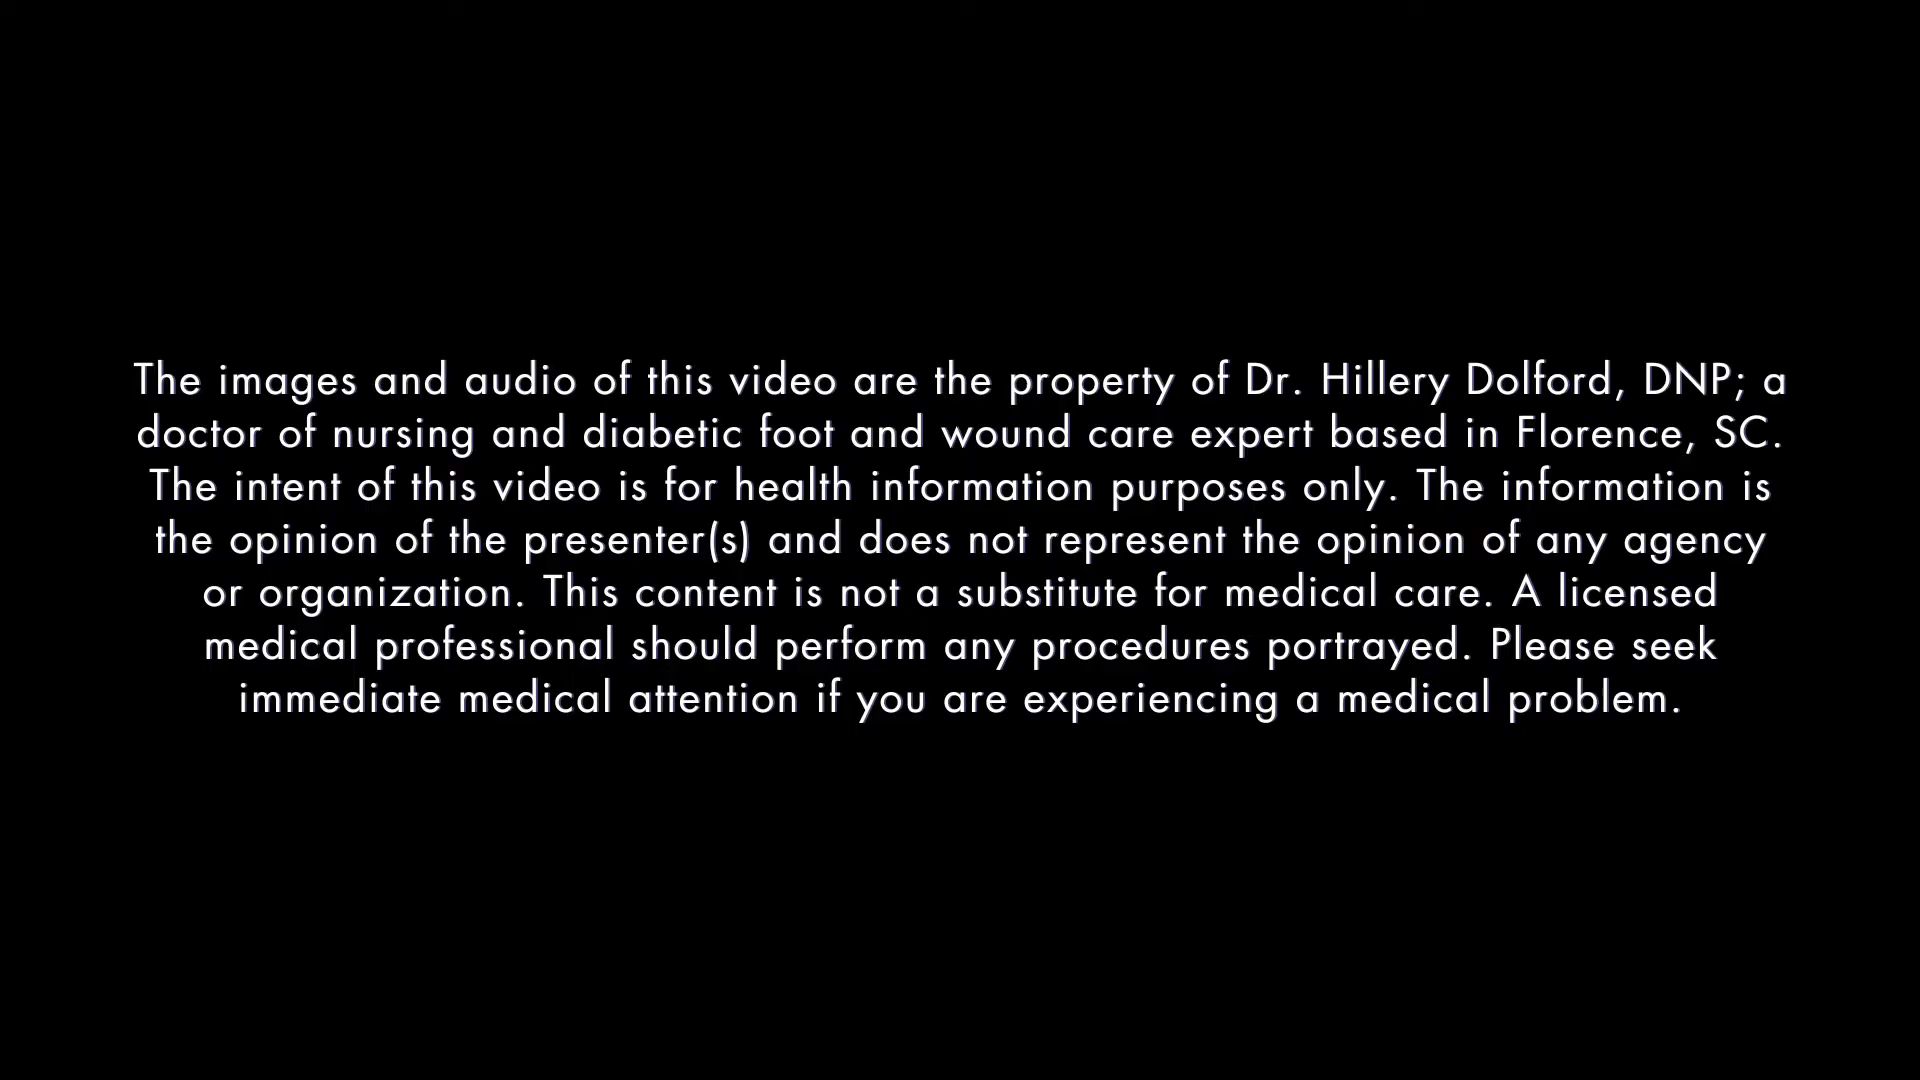 The images and audio of this video are the property of Dr. Hillery Dolford, DNP; a
doctor of nursing and diabetic foot and wound care expert based in Florence, SC.
The intent of this video is for health information purposes only. The information is
the opinion of the presenter(s) and does not represent the opinion of any agency
or organization. This content is not a substitute for medical care. A licensed
medical professional should perform any procedures portrayed. Please seek
immediate medical attention if you are experiencing a medical problem.